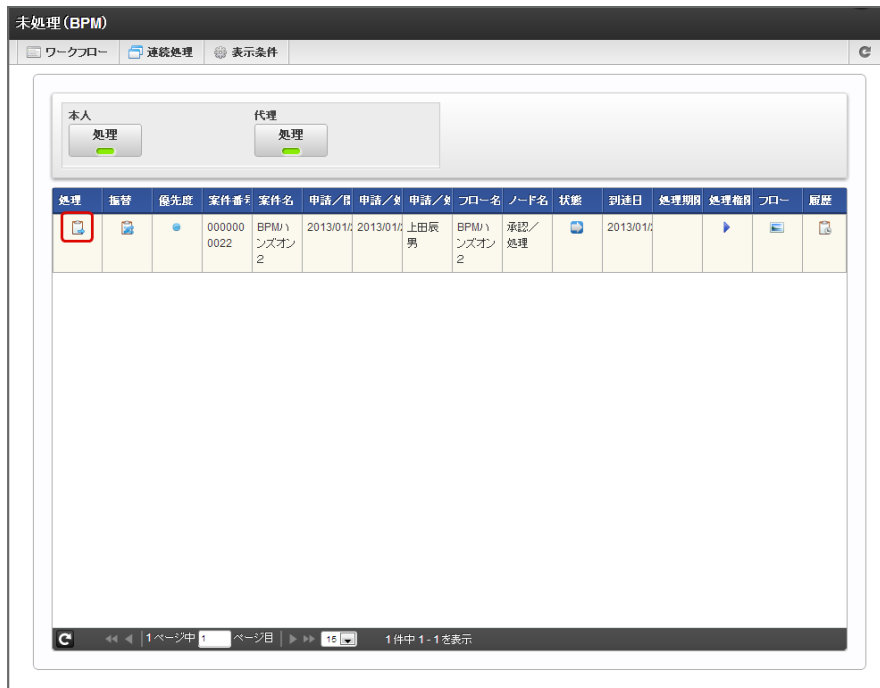 未処理(BPM)
ワークフロー 連続処理 表示条件
本人 代理
処理 処理
処理 振替 優先度 案件番号 案件名 申請/ 申請/ 申請/ フロー名 ノード名 状態 到達日 処理期限 処理権限 フロー 履歴
000000 BPMハ 2013/01/ 2013/01/ 上田辰 BPMハ 承認/ 2013/01/
0022 ンズオン 男 ンズオン 処理
2 2
1ページ中 1 ページ目 15 1件中 1 - 1 を表示